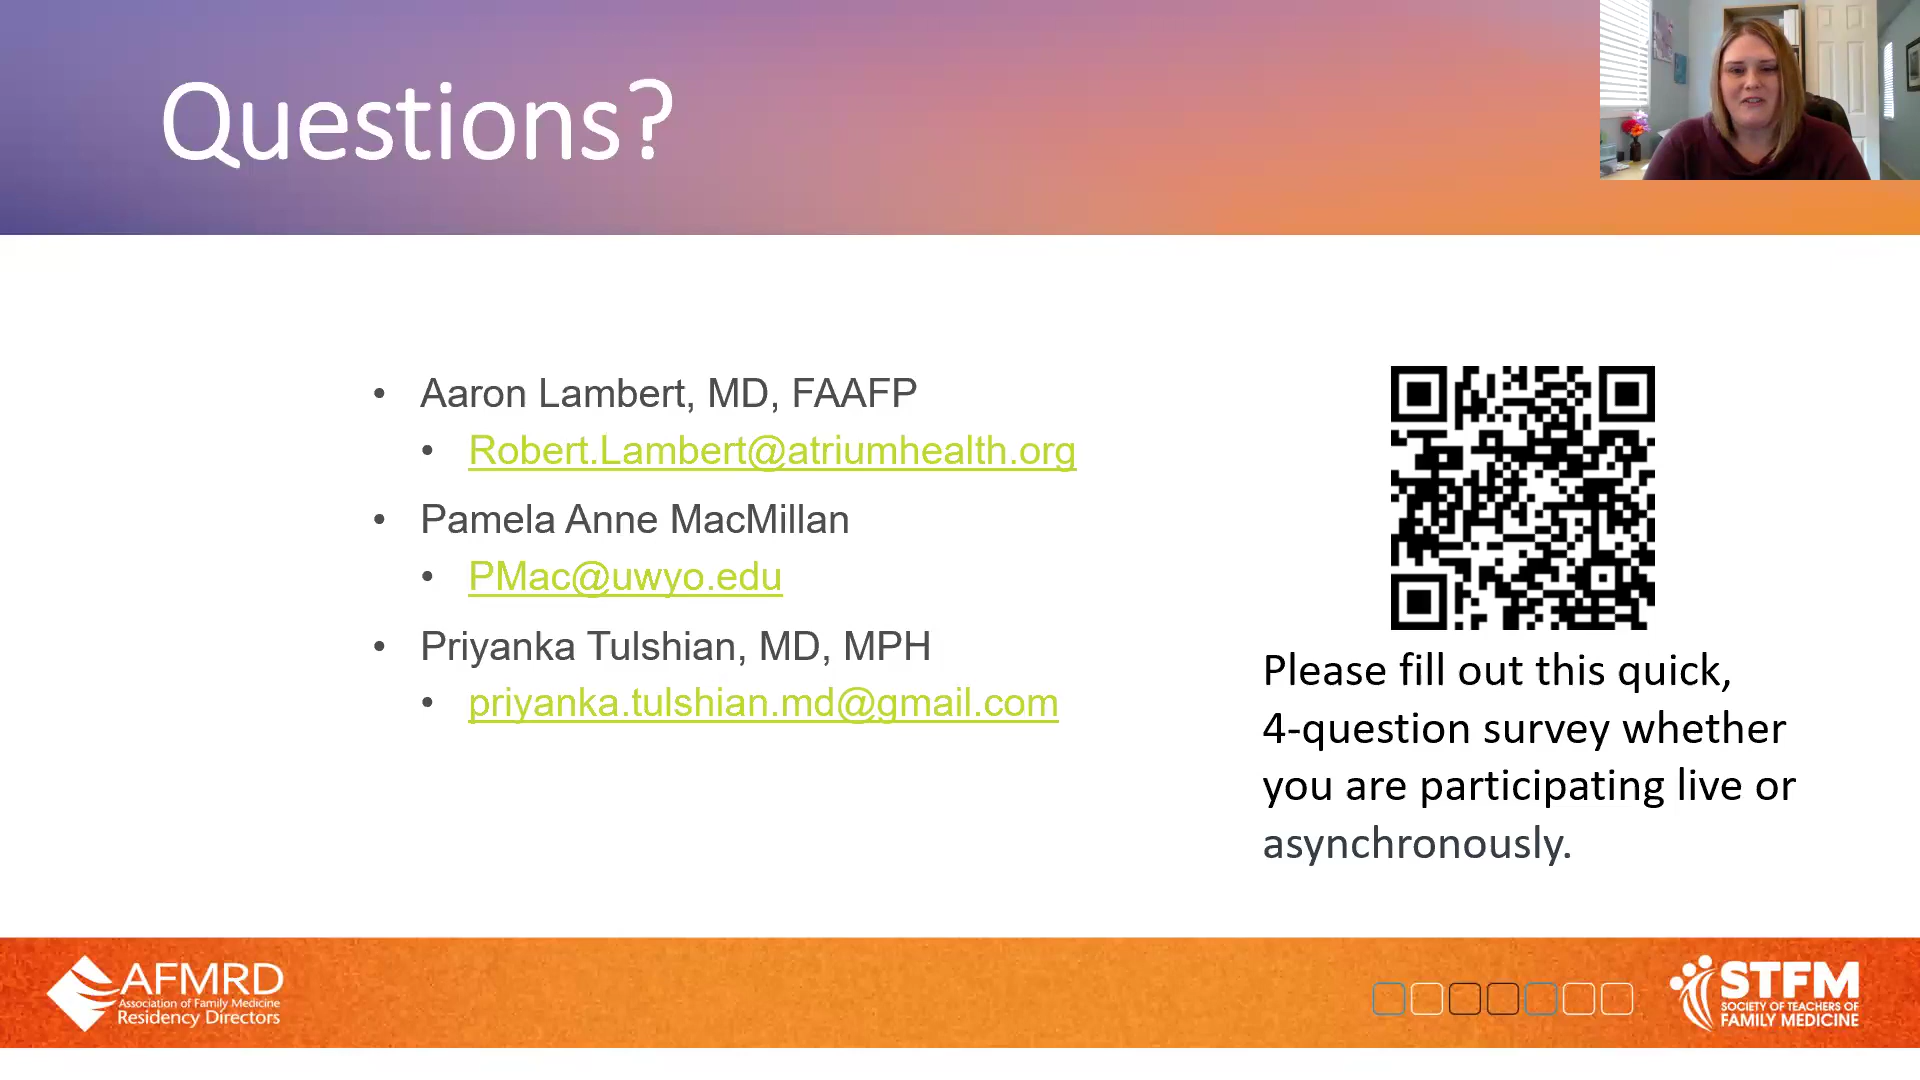 Questions?
• Aaron Lambert, MD, FAAFP
• Robert.Lambert@atriumhealth.org
• Pamela Anne MacMillan
• PMac@uwyo.edu
• Priyanka Tulshian, MD, MPH
• priyanka.tulshian.md@gmail.com
Please fill out this quick,
4-question survey whether
you are participating live or
asynchronously.
AFMRD
Association of Family Medicine
Residency Directors
STFM
SOCIETY OF TEACHERS OF
FAMILY MEDICINE